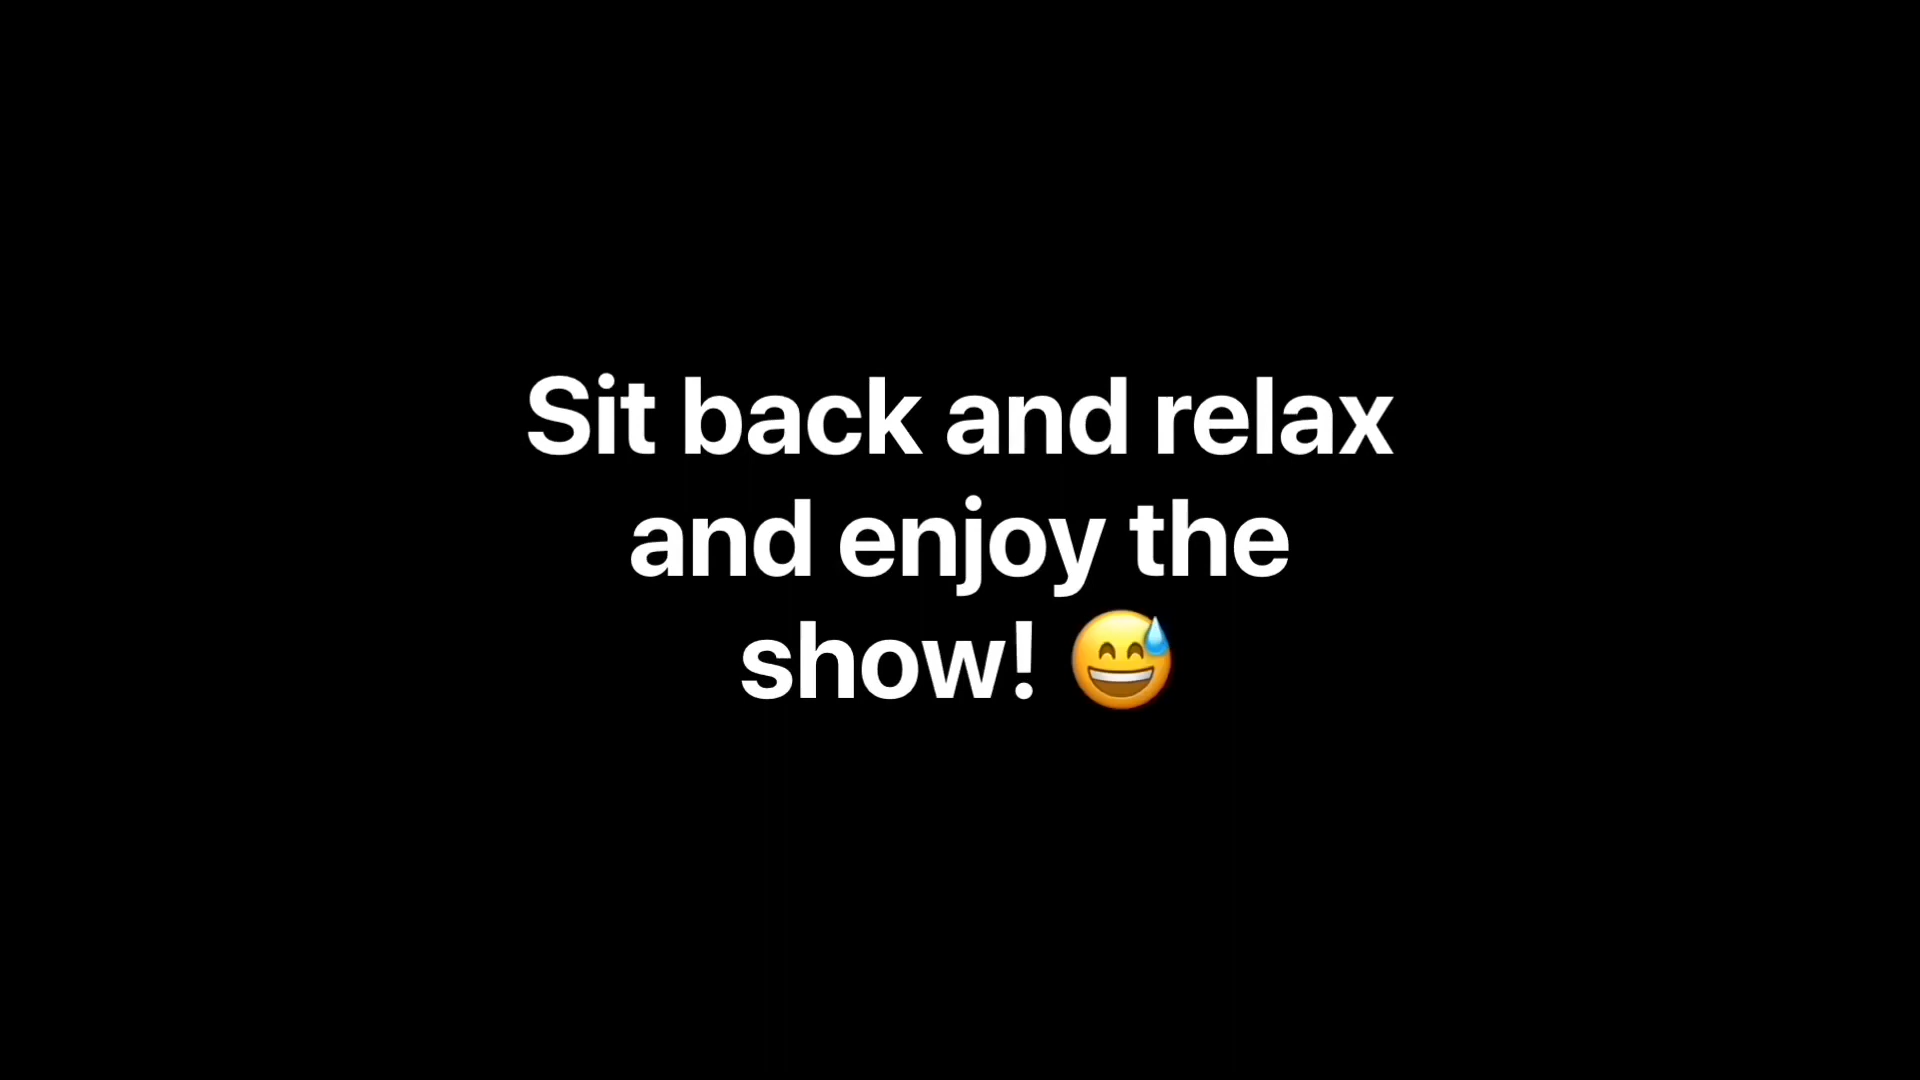 Sit back and relax
and enjoy the
show! 😅